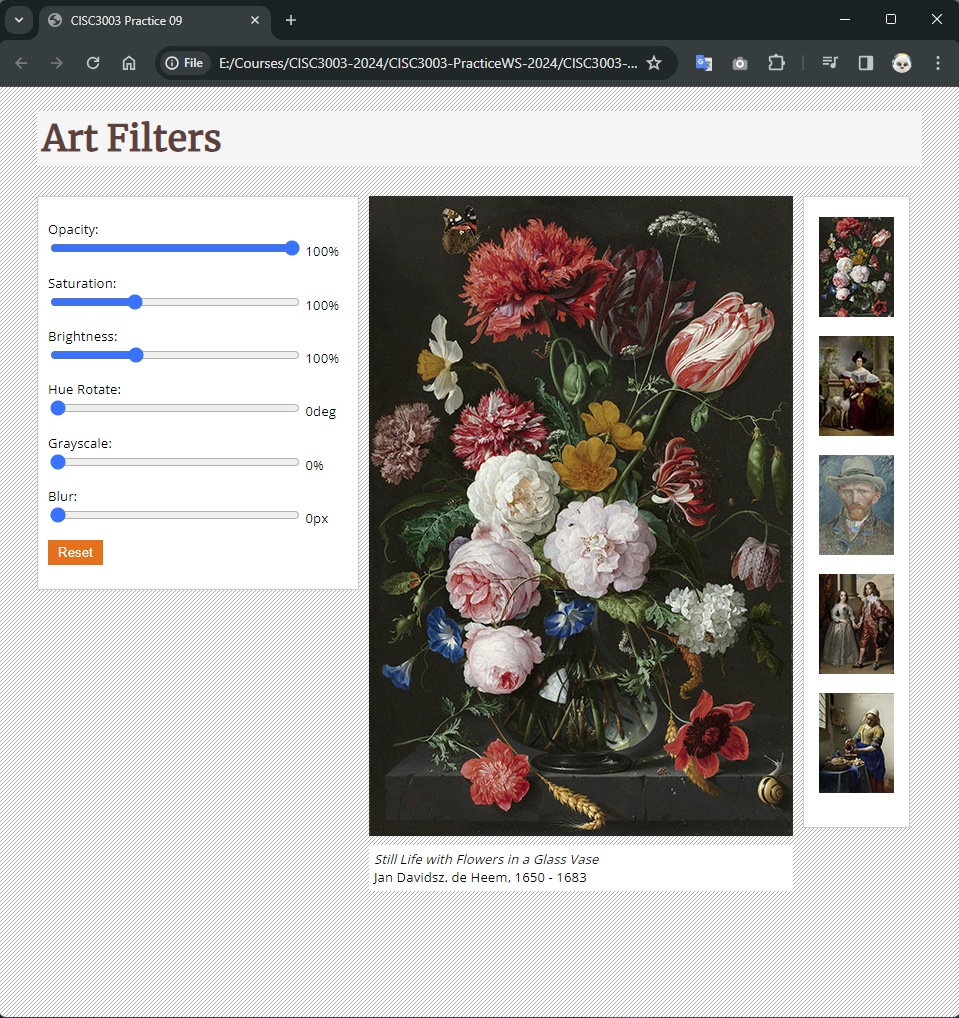 CISC3003 Practice 09
File
E:/Courses/CISC3003-2024/CISC3003-PracticeWS-2024/CISC3003-...
Art Filters
Opacity:
100%
Saturation:
100%
Brightness:
100%
Hue Rotate:
0deg
Grayscale:
0%
Blur:
0px
Reset
Still Life with Flowers in a Glass Vase
Jan Davidsz. de Heem, 1650 - 1683